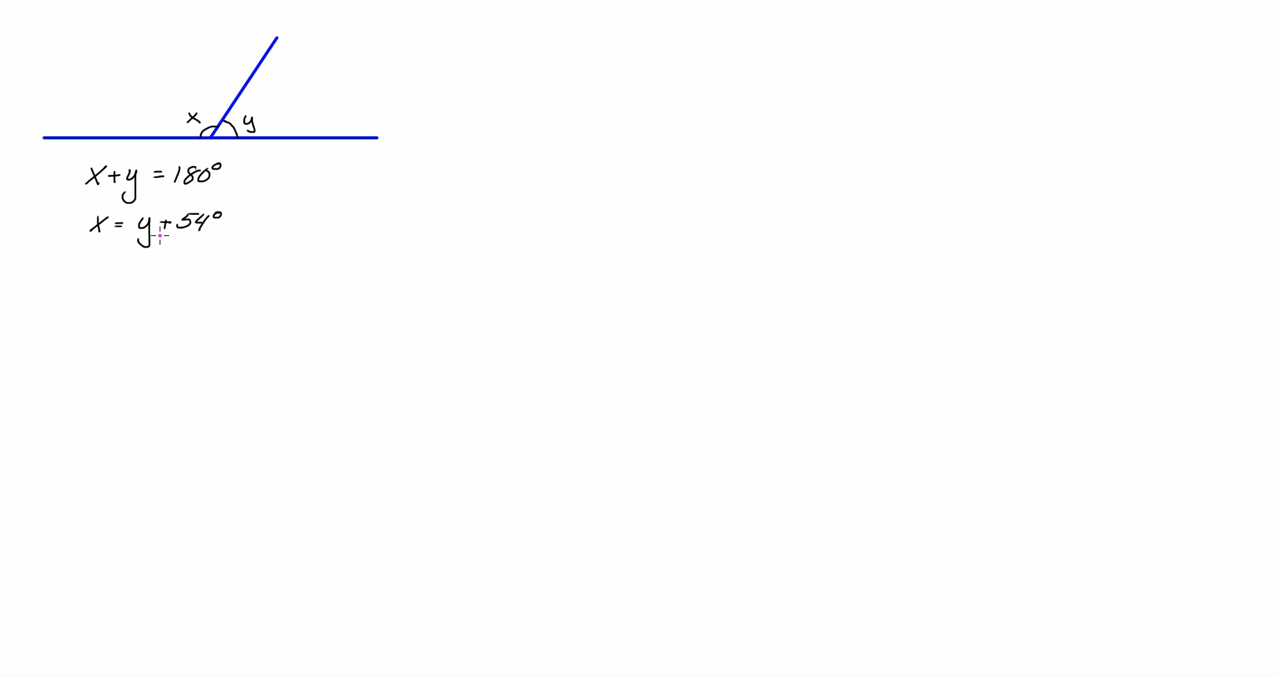 x y
x+y = 180°
x = y+54°